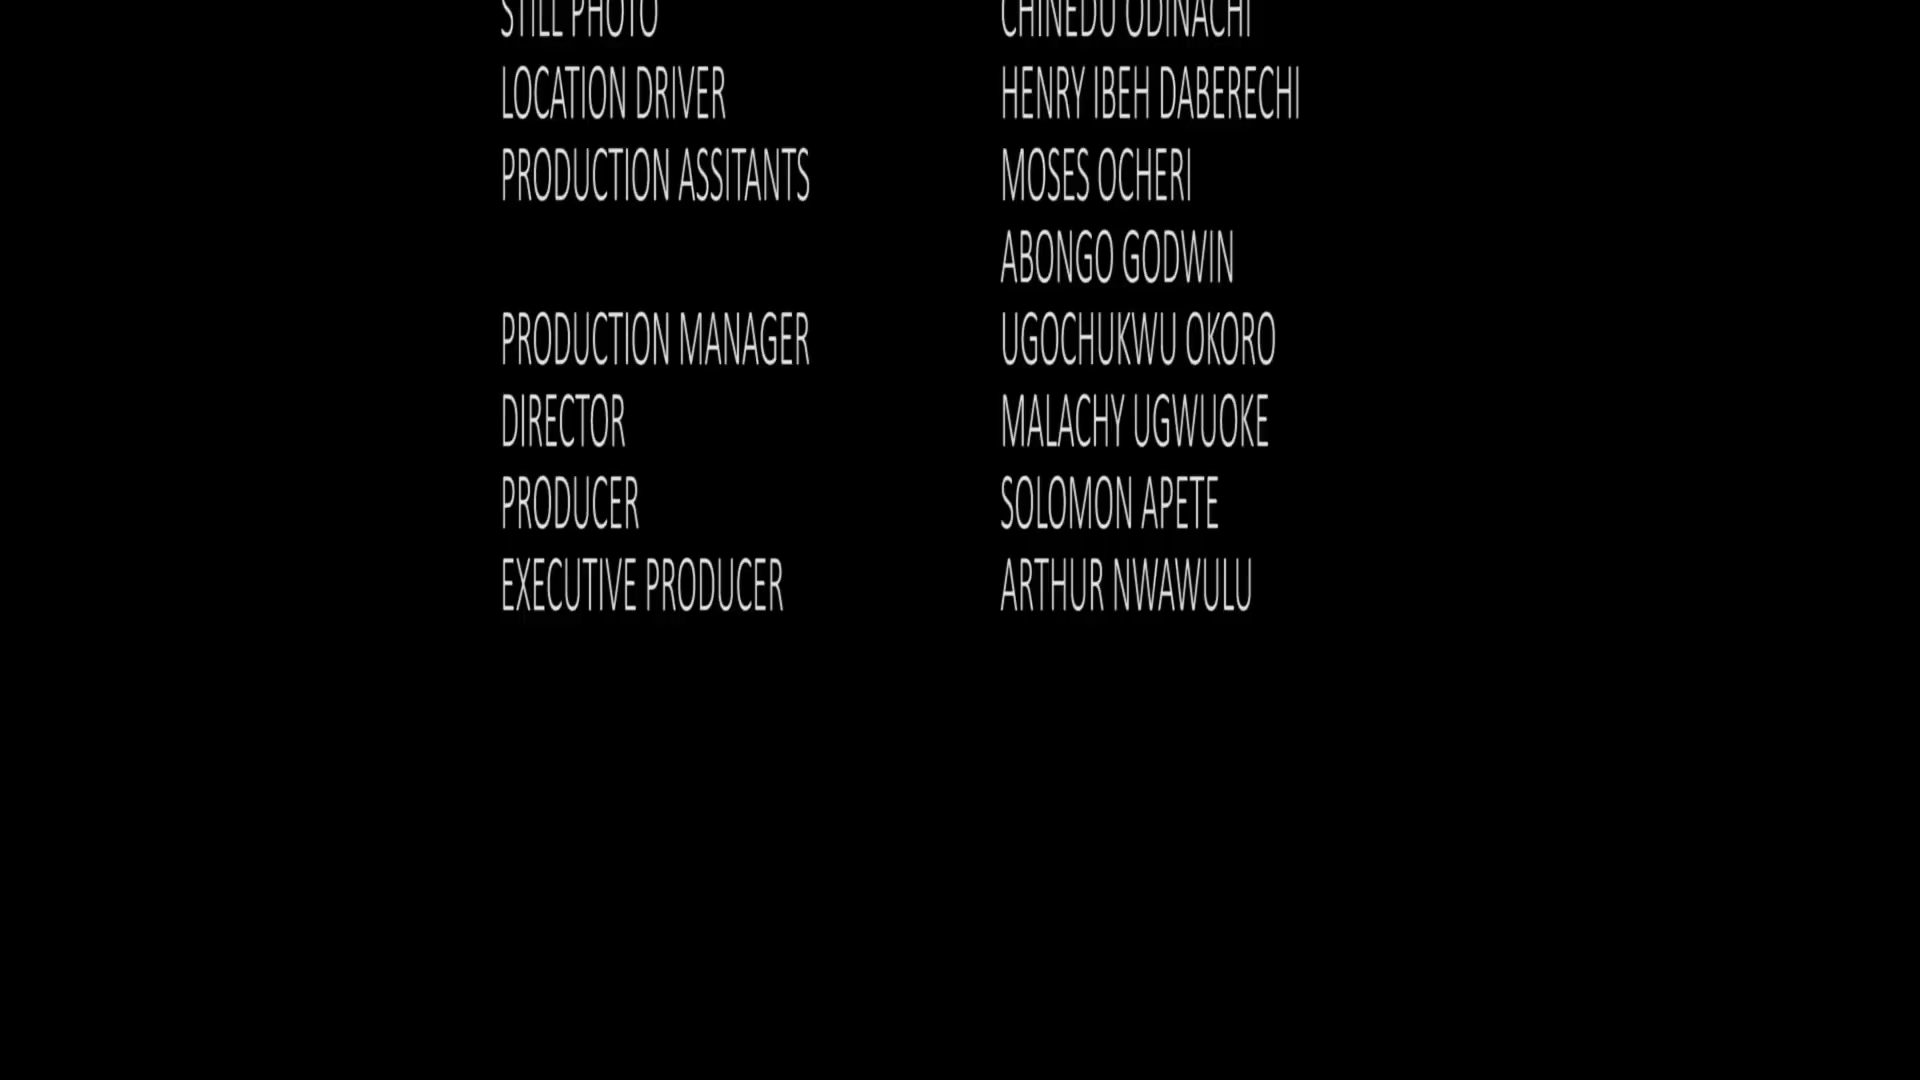 STILL PHOTO CHINEDU ODINACHI
LOCATION DRIVER HENRY IBEH DABERECHI
PRODUCTION ASSITANTS MOSES OCHERI
ABONGO GODWIN
PRODUCTION MANAGER UGOCHUKWU OKORO
DIRECTOR MALACHY UGWUOKE
PRODUCER SOLOMON APETE
EXECUTIVE PRODUCER ARTHUR NWAWULU